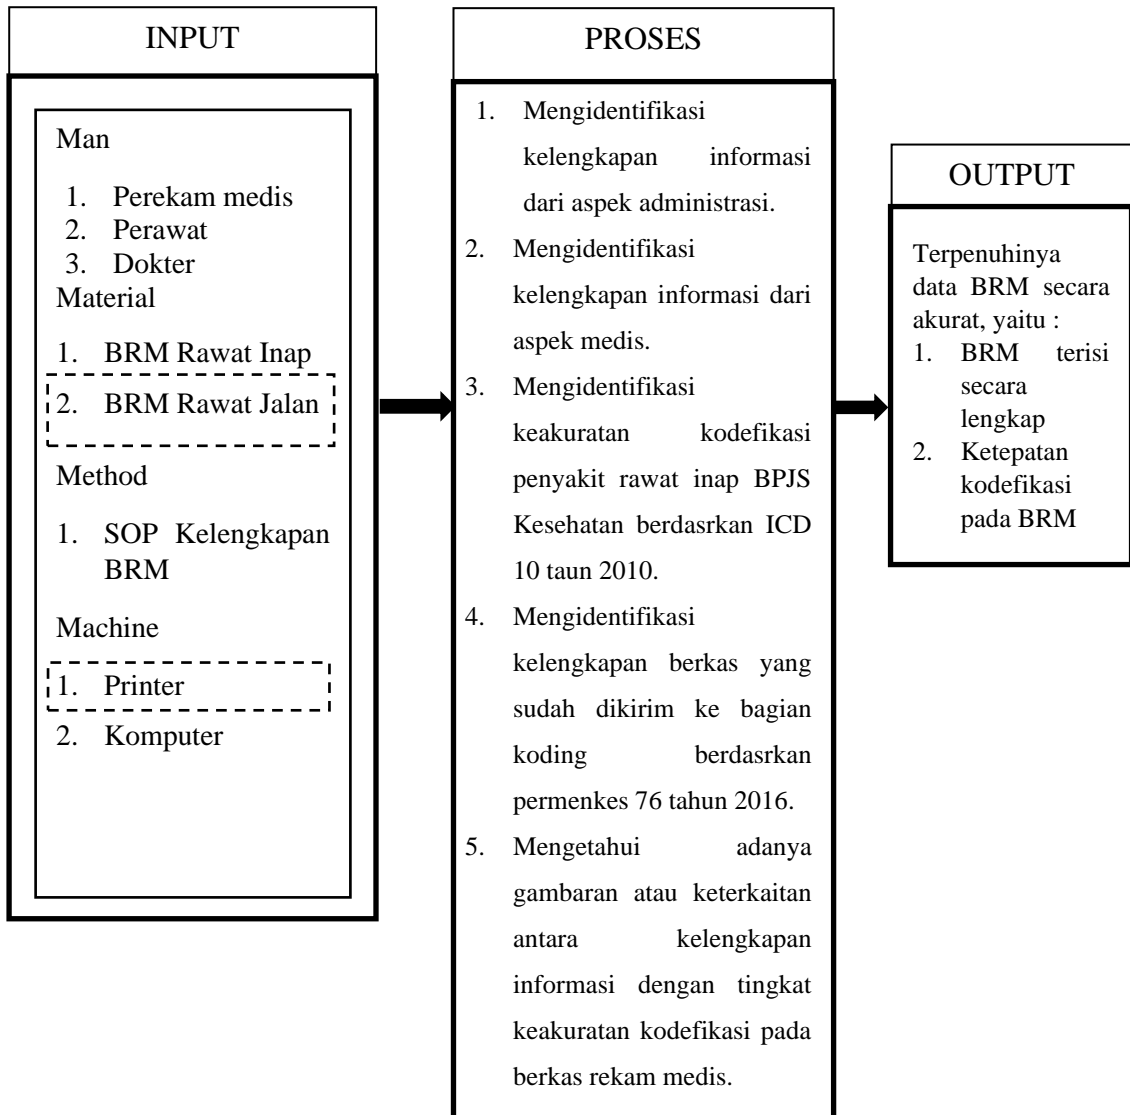 INPUT
Man
1. Perekam medis
2. Perawat
3. Dokter
Material
1. BRM Rawat Inap
2. BRM Rawat Jalan
Method
1. SOP Kelengkapan
BRM
Machine
1. Printer
2. Komputer
PROSES
1. Mengidentifikasi
kelengkapan informasi
dari aspek administrasi.
2. Mengidentifikasi
kelengkapan informasi dari
aspek medis.
3. Mengidentifikasi
keakuratan kodefikasi
penyakit rawat inap BPJS
Kesehatan berdasrkan ICD
10 taun 2010.
4. Mengidentifikasi
kelengkapan berkas yang
sudah dikirim ke bagian
koding berdasrkan
permenkes 76 tahun 2016.
5. Mengetahui adanya
gambaran atau keterkaitan
antara kelengkapan
informasi dengan tingkat
keakuratan kodefikasi pada
berkas rekam medis.
OUTPUT
Terpenuhinya
data BRM secara
akurat, yaitu :
1. BRM terisi
secara
lengkap
2. Ketepatan
kodefikasi
pada BRM